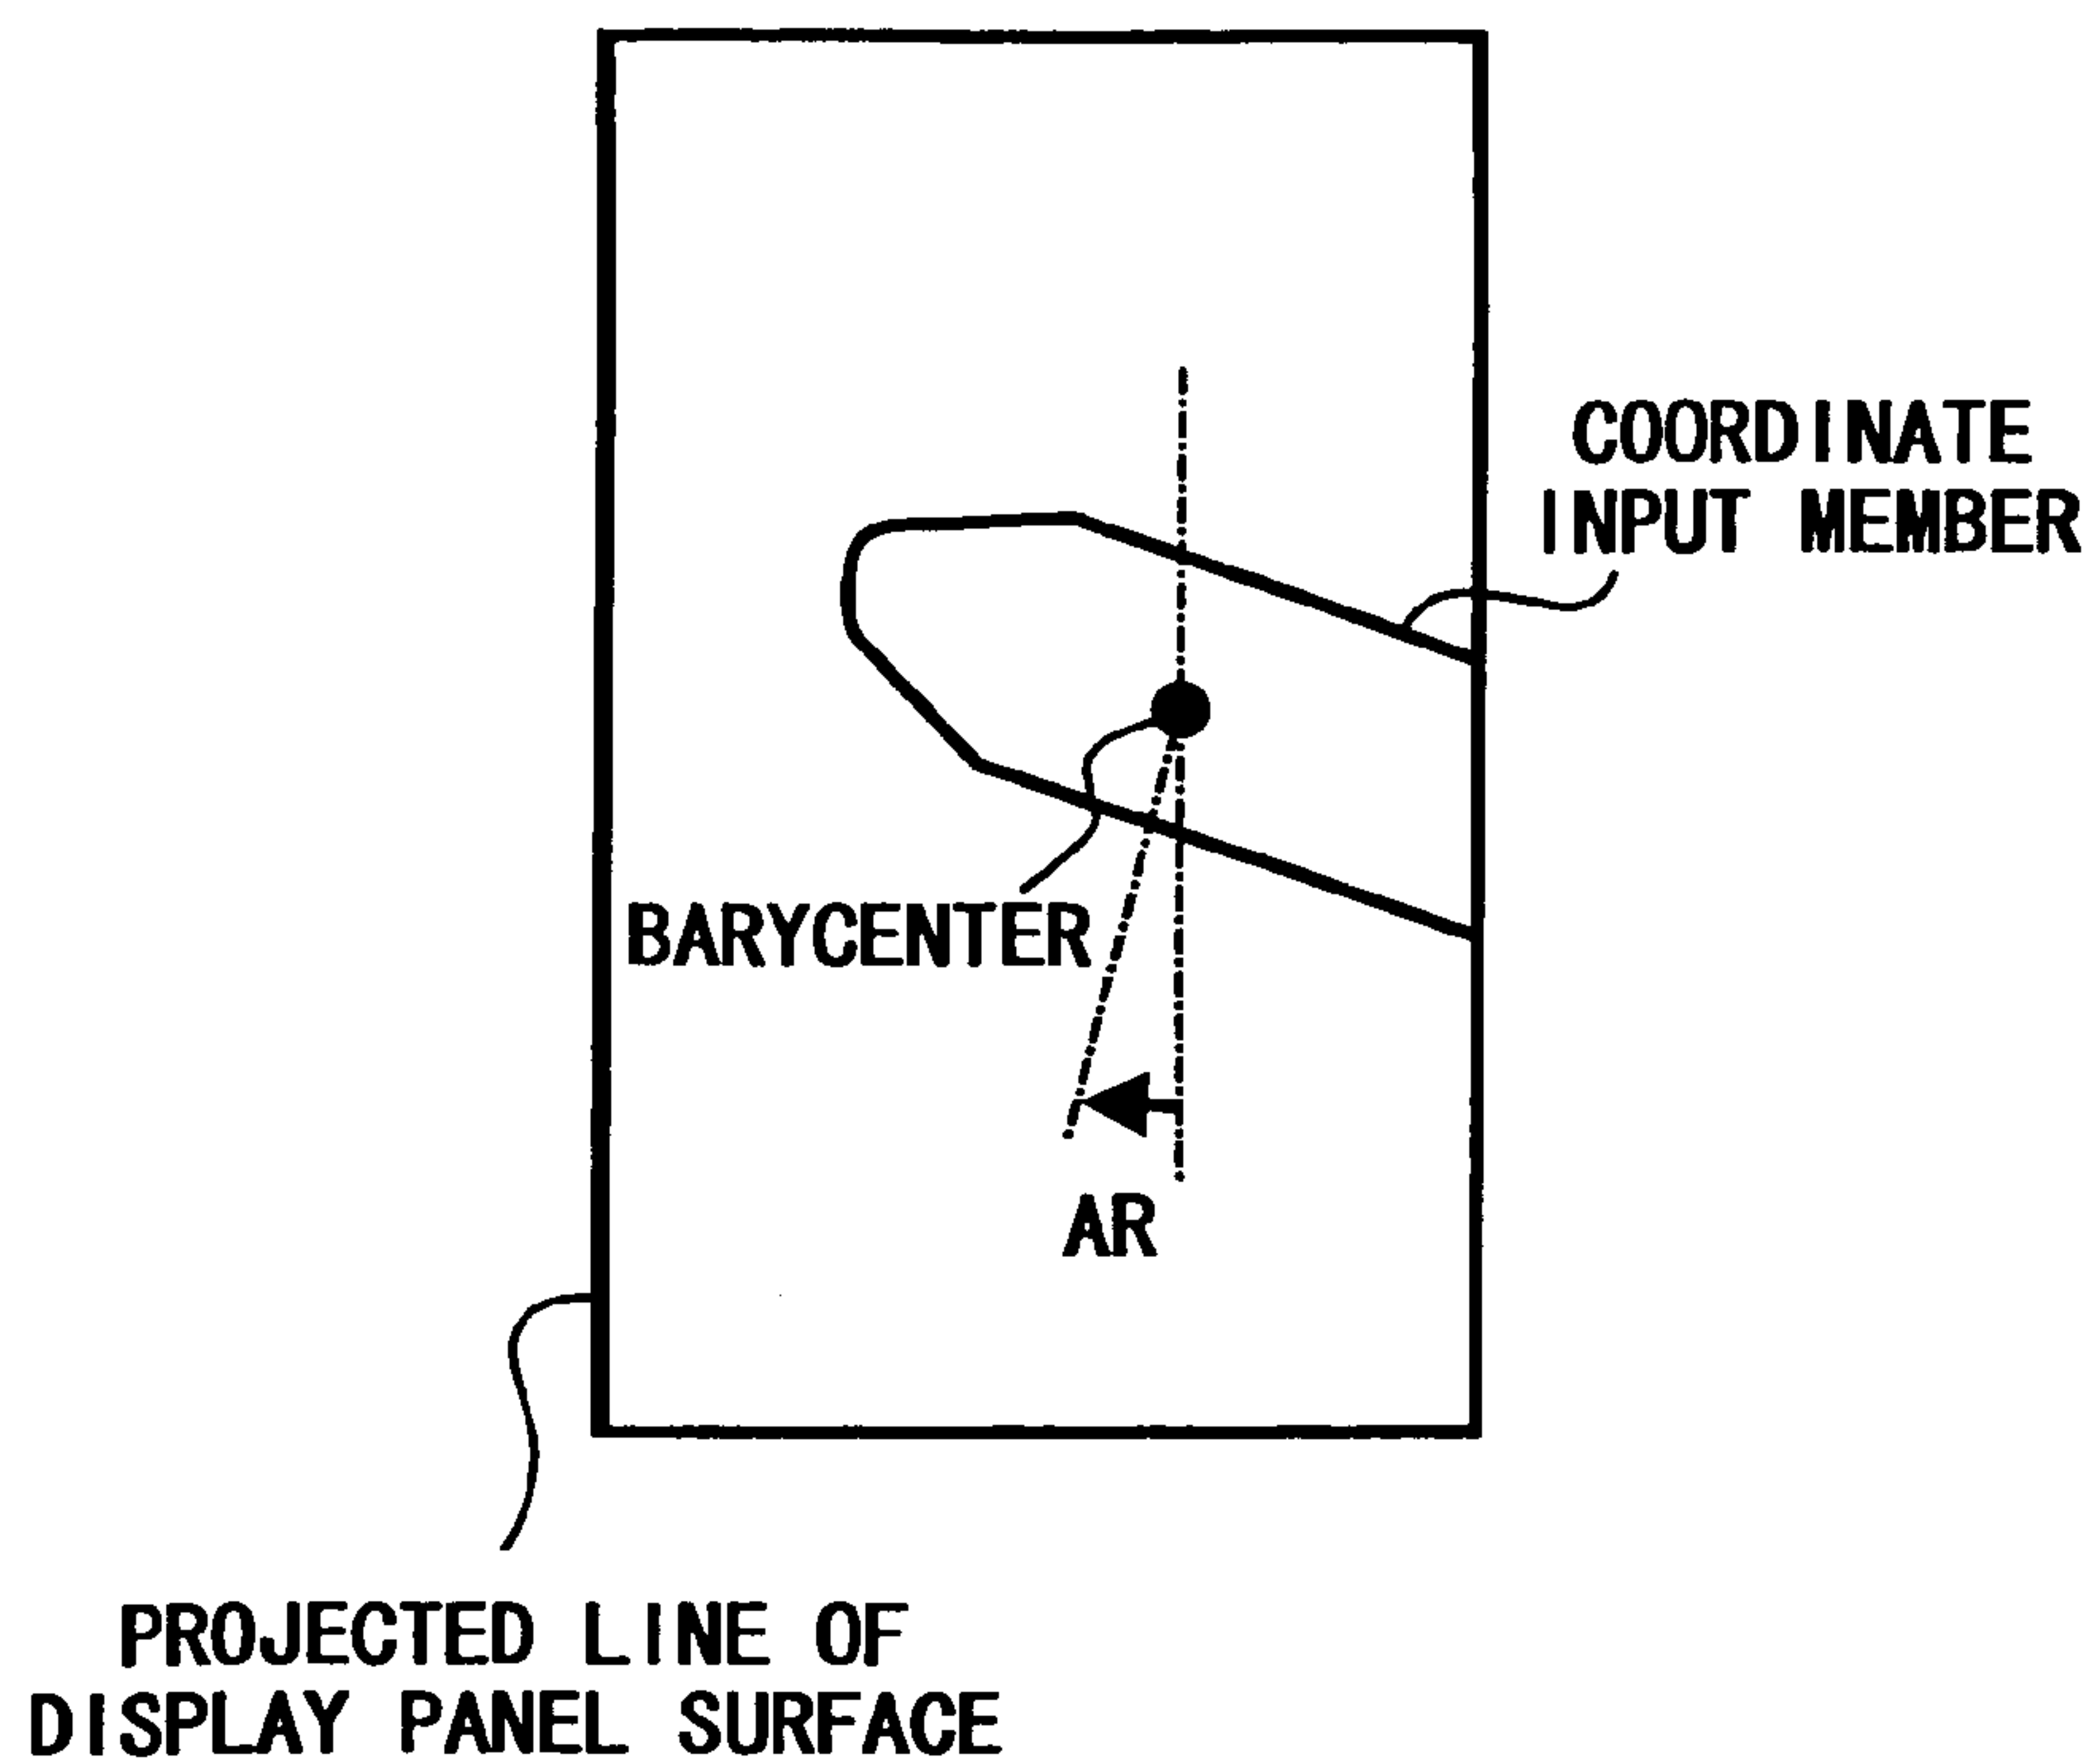 COORDINATE
INPUT MEMBER
BARYCENTER
AR
PROJECTED LINE OF
DISPLAY PANEL SURFACE